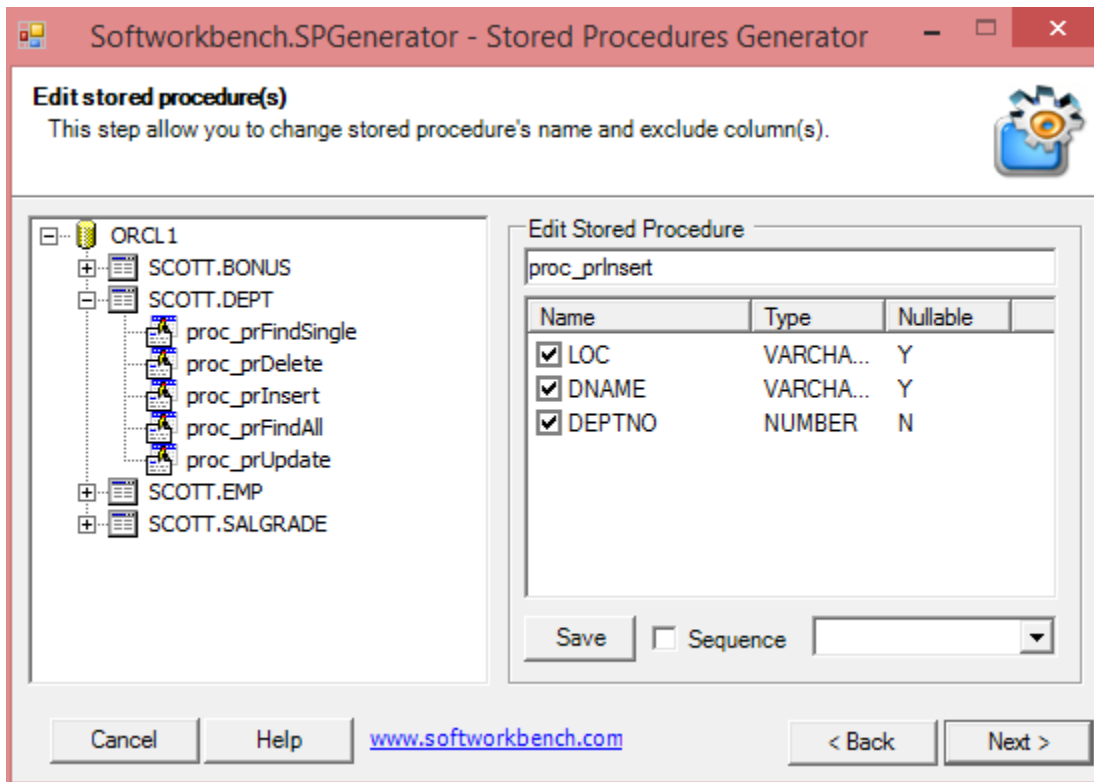 Softworkbench.SPGenerator - Stored Procedures Generator
Edit stored procedure(s)
This step allow you to change stored procedure's name and exclude column(s).
ORCL1
SCOTT.BONUS
SCOTT.DEPT
proc_prFindSingle
proc_prDelete
proc_prInsert
proc_prFindAll
proc_prUpdate
SCOTT.EMP
SCOTT.SALGRADE
Edit Stored Procedure
proc_prInsert
Name Type Nullable
LOC VARCHA... Y
DNAME VARCHA... Y
DEPTNO NUMBER N
Save Sequence
Cancel Help www.softworkbench.com < Back Next >